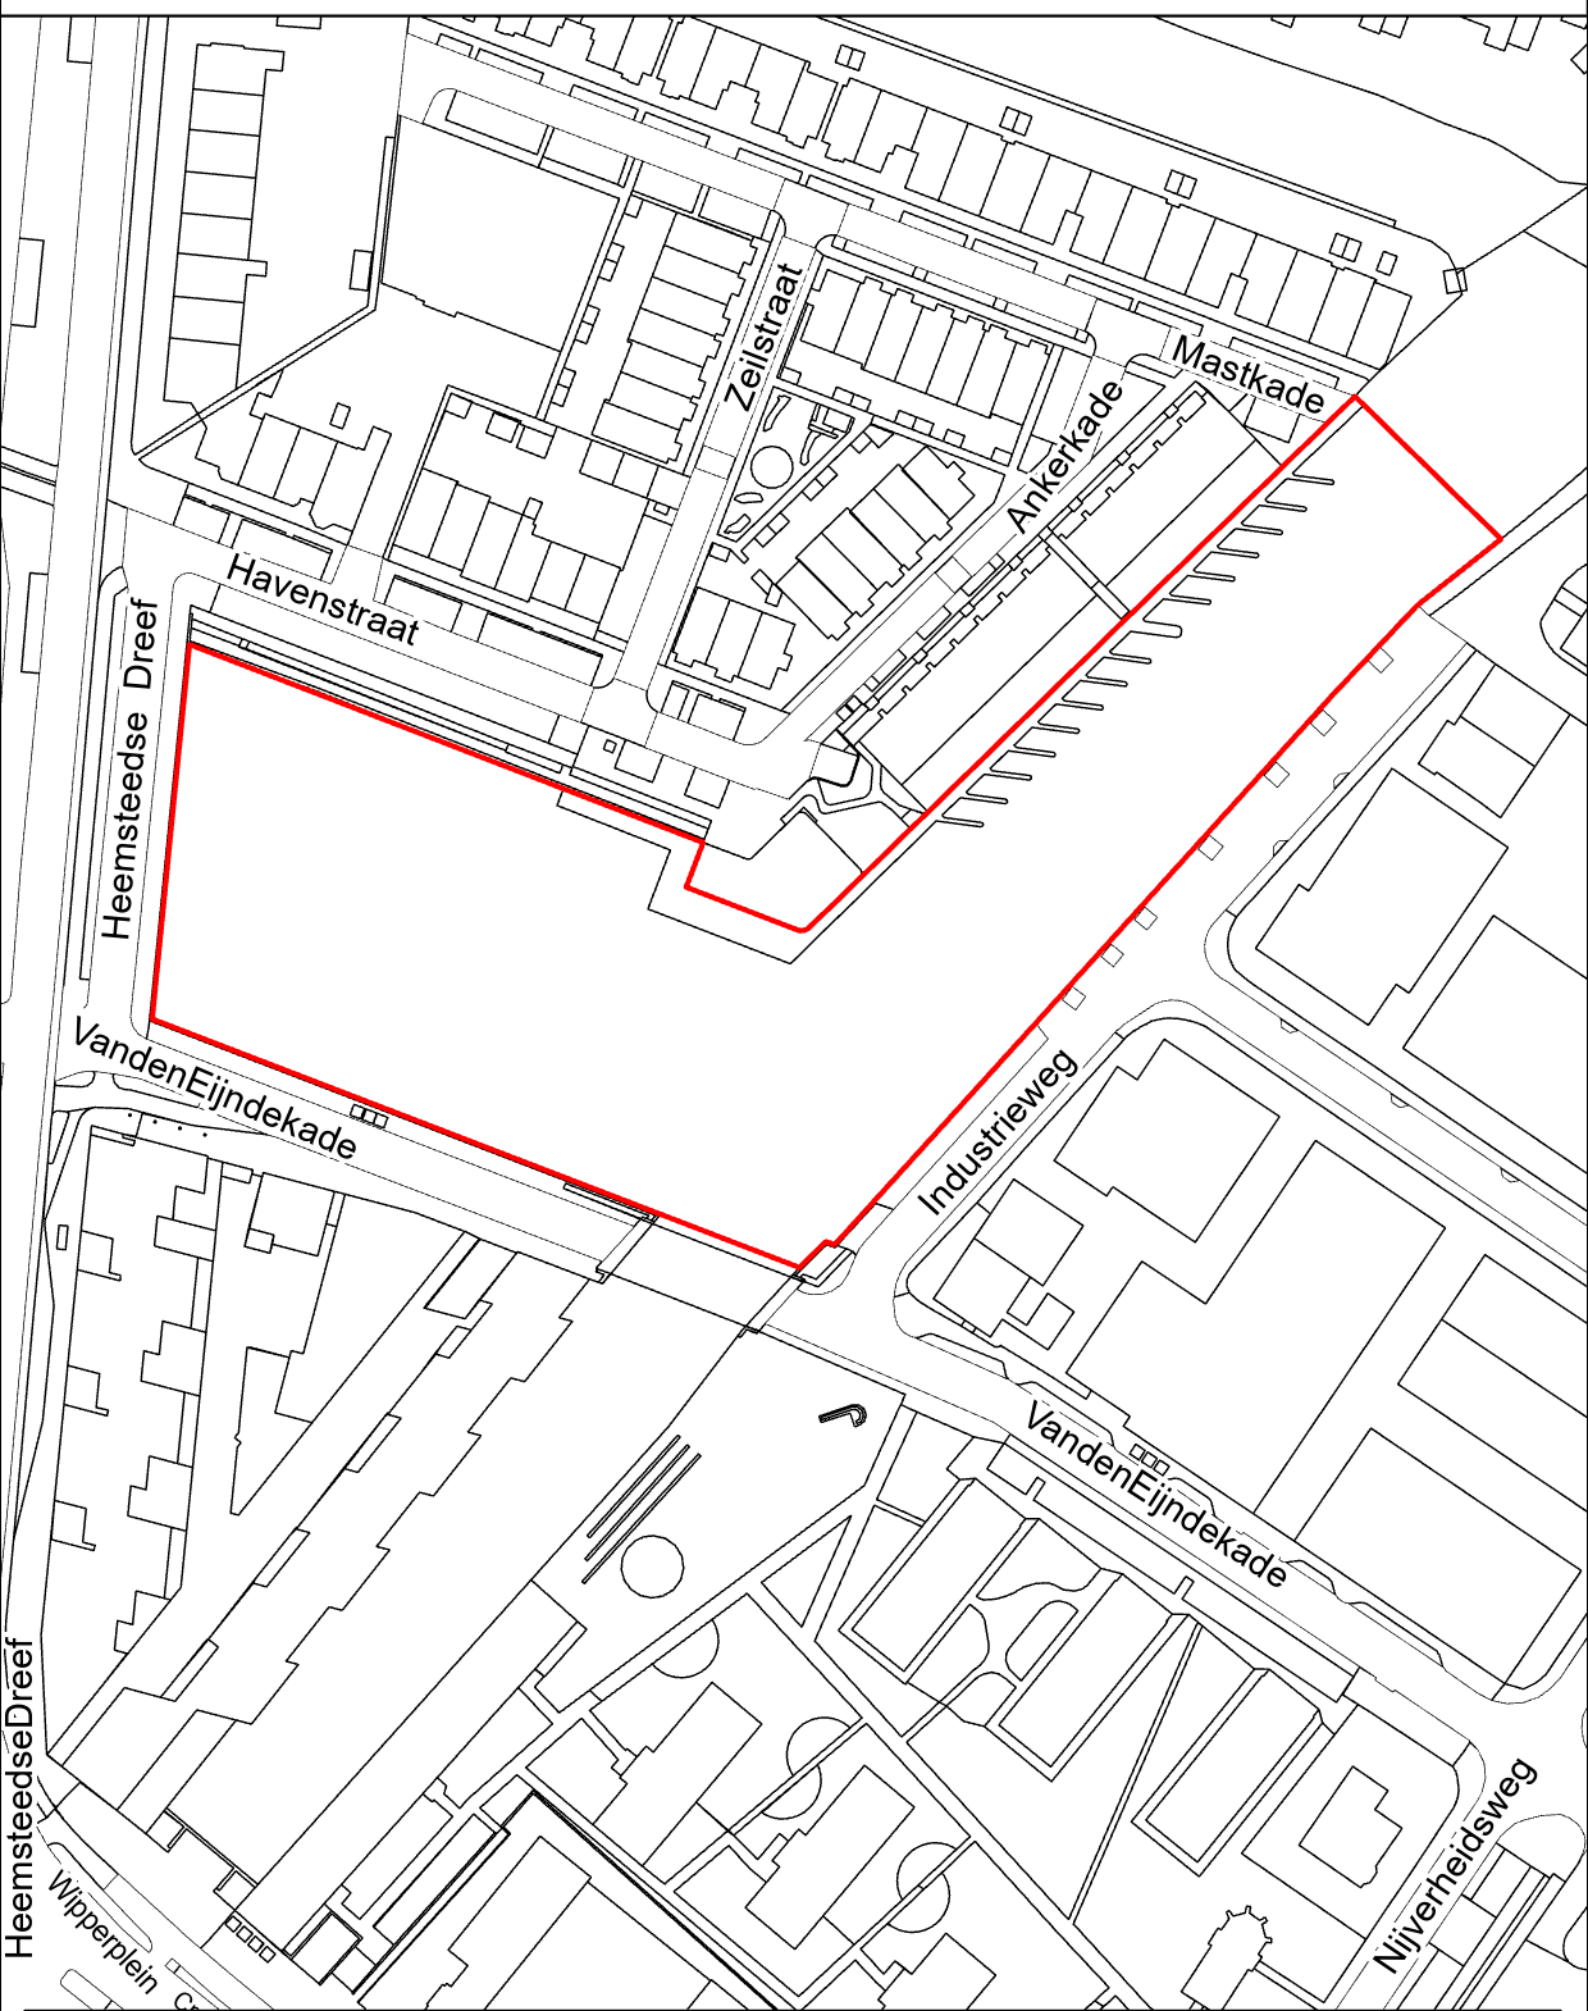 Zeilstraat
Mastkade
Ankerkade
Havenstraat
Heemsteedse Dreef
VandenEijndekade
Industrieweg
VandenEijndekade
HeemsteedseDreef
Nijverheidsweg
Wipperplein